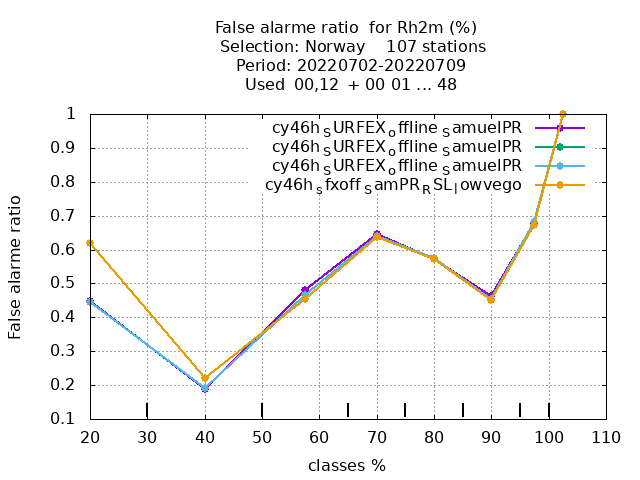 False alarme ratio for Rh2m (%)
Selection: Norway 107 stations
Period: 20220702-20220709
Used 00,12 + 00 01 ... 48
cy46h_SURFEX_offline_SamuelPR
cy46h_SURFEX_offline_SamuelPR
cy46h_SURFEX_offline_SamuelPR
cy46h_sfxoff_SamPR_RSL_lowvego
1
0.9
0.8
0.7
0.6
0.5
0.4
0.3
0.2
0.1
False alarme ratio
20 30 40 50 60 70 80 90 100 110
classes %